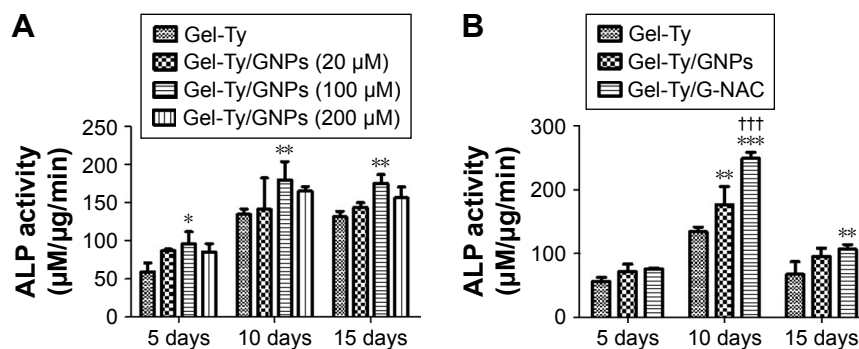 A
Gel-Ty
Gel-Ty/GNPs (20 µM)
Gel-Ty/GNPs (100 µM)
Gel-Ty/GNPs (200 µM)
ALP activity
(µM/µg/min)
250
200
150
100
50
0
*
**
**
5 days 10 days 15 days
B
Gel-Ty
Gel-Ty/GNPs
Gel-Ty/G-NAC
ALP activity
(µM/µg/min)
300
200
100
0
**
†††
***
**
5 days 10 days 15 days